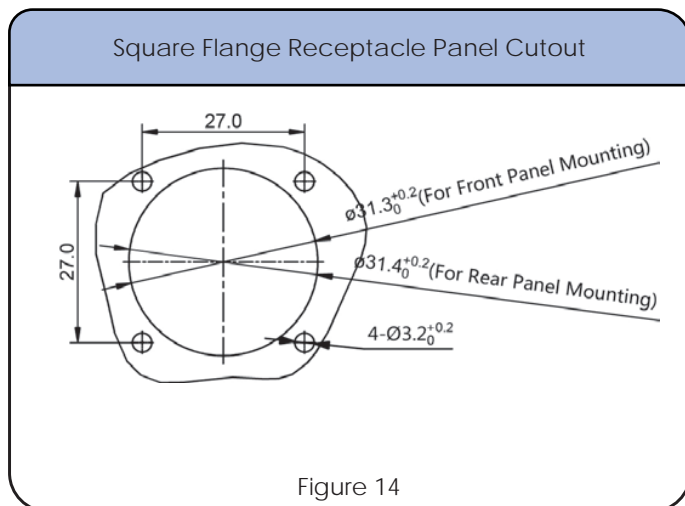 Square Flange Receptacle Panel Cutout
27.0
ø31.3 +0.2 0 (For Front Panel Mounting)
27.0
ø31.4 +0.2 0 (For Rear Panel Mounting)
4-Ø3.2 +0.2 0
Figure 14